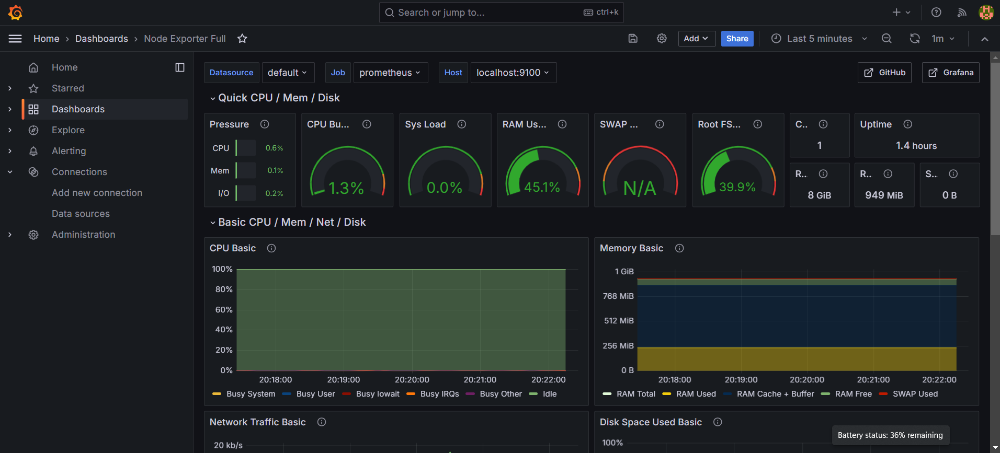 Search or jump to... ctrl+k
Home › Dashboards › Node Exporter Full
Add Share Last 5 minutes 1m
Home
Starred
Dashboards
Explore
Alerting
Connections
Add new connection
Data sources
Administration
Datasource default Job prometheus Host localhost:9100 GitHub Grafana
Quick CPU / Mem / Disk
Pressure
CPU 0.6%
Mem 0.1%
I/O 0.2%
CPU Bu...
1.3%
Sys Load
0.0%
RAM Us...
45.1%
SWAP ...
N/A
Root FS...
39.9%
C..
1
Uptime
1.4 hours
R..
8 GiB
R..
949 MiB
S..
0 B
Basic CPU / Mem / Net / Disk
CPU Basic
100%
80%
60%
40%
20%
0%
20:18:00 20:19:00 20:20:00 20:21:00 20:22:00
Busy System Busy User Busy Iowait Busy IRQs Busy Other Idle
Memory Basic
1 GiB
768 MiB
512 MiB
256 MiB
0 B
20:18:00 20:19:00 20:20:00 20:21:00 20:22:00
RAM Total RAM Used RAM Cache + Buffer RAM Free SWAP Used
Network Traffic Basic
20 kb/s
Disk Space Used Basic
100%
Battery status: 36% remaining